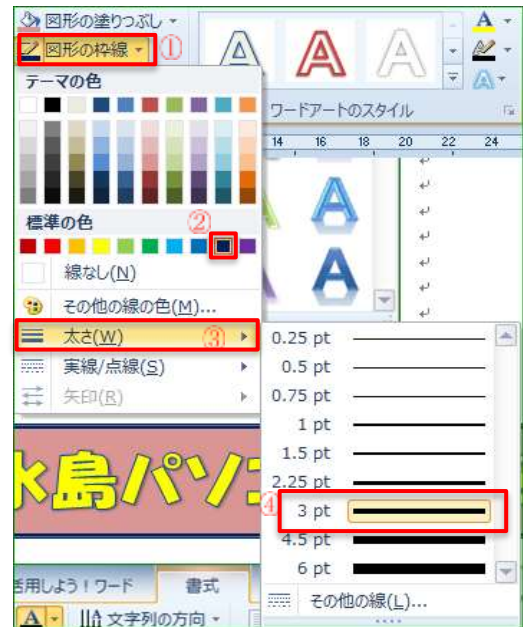 図形の塗りつぶし
図形の枠線 ①
A A A A
テーマの色
ワードアートのスタイル
14 16 18 20 22 24
A
A
標準の色
②
線なし(N)
その他の線の色(M)...
太さ(W) ③
実線/点線(S)
矢印(R)
0.25 pt
0.5 pt
0.75 pt
1 pt
1.5 pt
2.25 pt
④ 3 pt
4.5 pt
6 pt
その他の線(L)...
水島パソコ
活用しよう!ワード 書式
A 文字列の方向